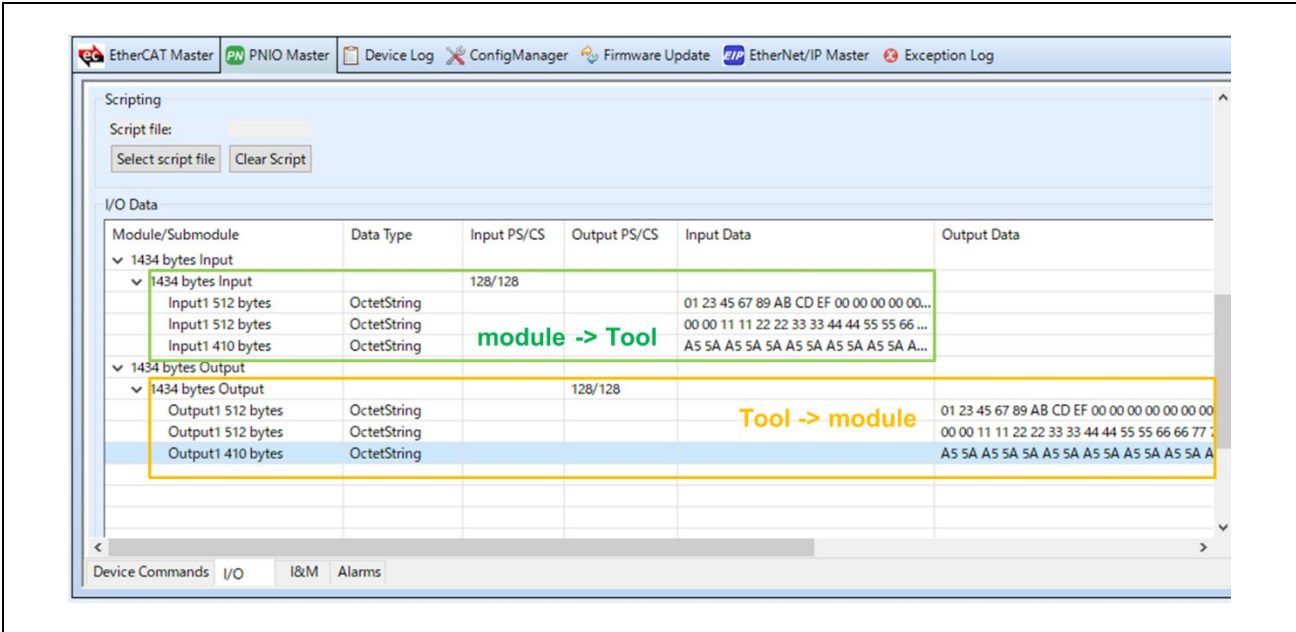 EtherCAT Master PNIO Master Device Log ConfigManager Firmware Update EtherNet/IP Master Exception Log
Scripting
Script file:
Select script file Clear Script
I/O Data
Module/Submodule Data Type Input PS/CS Output PS/CS Input Data Output Data
1434 bytes Input
1434 bytes Input 128/128
Input1 512 bytes OctetString 01 23 45 67 89 AB CD EF 00 00 00 00 00...
Input1 512 bytes OctetString 00 00 11 11 22 22 33 33 44 44 55 55 66 ...
Input1 410 bytes OctetString A5 5A A5 5A 5A A5 5A A5 5A A5 5A A...
module -> Tool
1434 bytes Output
1434 bytes Output 128/128
Output1 512 bytes OctetString 01 23 45 67 89 AB CD EF 00 00 00 00 00 00 00
Output1 512 bytes OctetString 00 00 11 11 22 22 33 33 44 44 55 55 66 66 77
Output1 410 bytes OctetString A5 5A A5 5A 5A A5 5A A5 5A A5 5A A5 5A A
Tool -> module
Device Commands I/O I&M Alarms